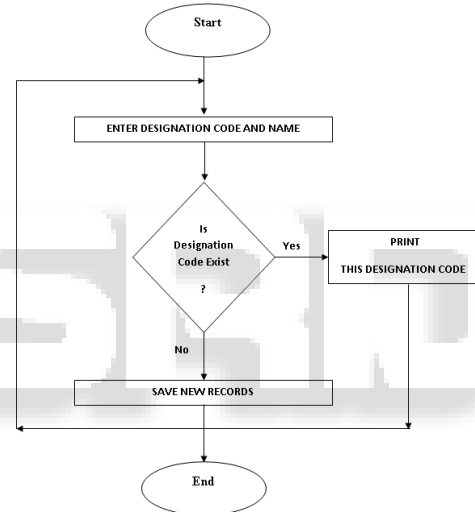 Start
ENTER DESIGNATION CODE AND NAME
Is
Designation
Code Exist
?
Yes
PRINT
THIS DESIGNATION CODE
No
SAVE NEW RECORDS
End